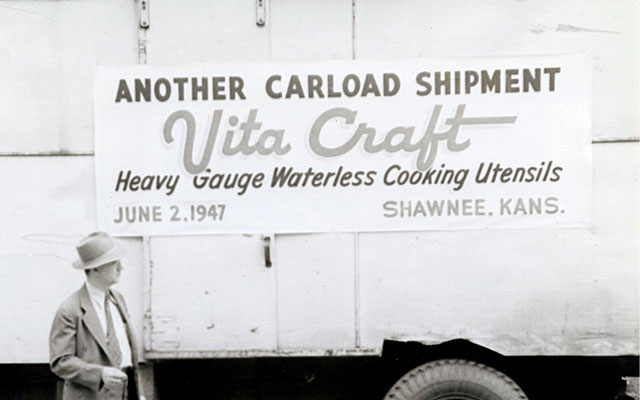 ANOTHER CARLOAD SHIPMENT
Vita Craft
Heavy Gauge Waterless Cooking Utensils
JUNE 2, 1947 SHAWNEE, KANS.